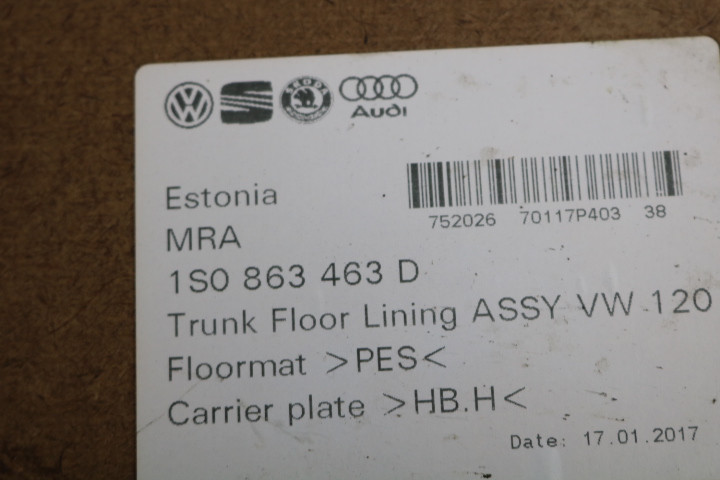 ŠKODA
Audi
Estonia
752026 70117P403 38
MRA
1S0 863 463 D
Trunk Floor Lining ASSY VW 120
Floormat >PES<
Carrier plate >HB.H<
Date: 17.01.2017